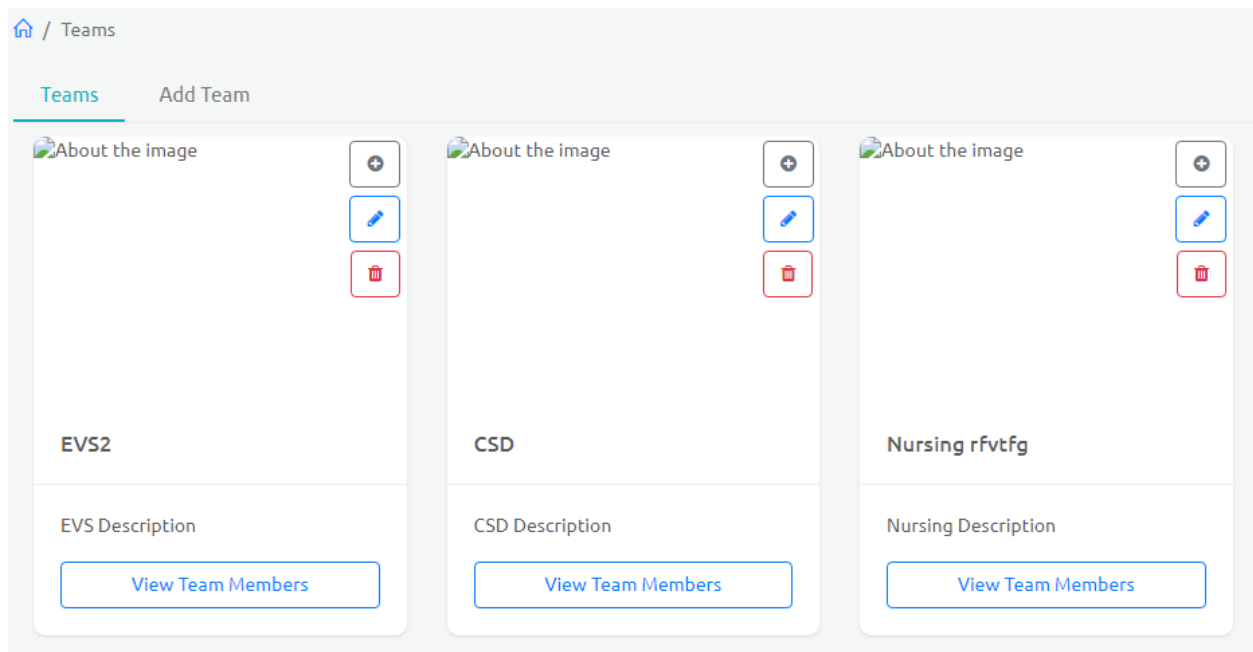 / Teams
Teams Add Team
About the image About the image About the image
EVS2 CSD Nursing rfvtfg
EVS Description CSD Description Nursing Description
View Team Members View Team Members View Team Members